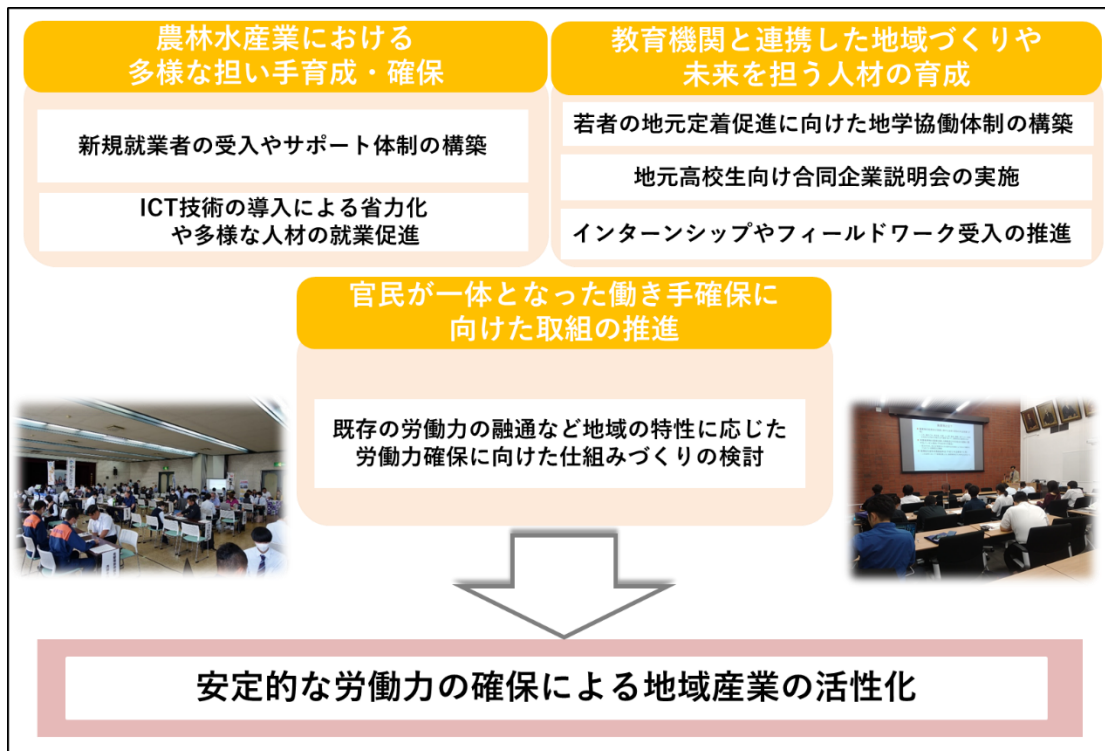 農林水産業における
多様な担い手育成・確保
新規就業者の受入やサポート体制の構築
ICT技術の導入による省力化
や多様な人材の就業促進
教育機関と連携した地域づくりや
未来を担う人材の育成
若者の地元定着促進に向けた地学協働体制の構築
地元高校生向け合同企業説明会の実施
インターンシップやフィールドワーク受入の推進
官民が一体となった働き手確保に
向けた取組の推進
既存の労働力の融通など地域の特性に応じた
労働力確保に向けた仕組みづくりの検討
安定的な労働力の確保による地域産業の活性化